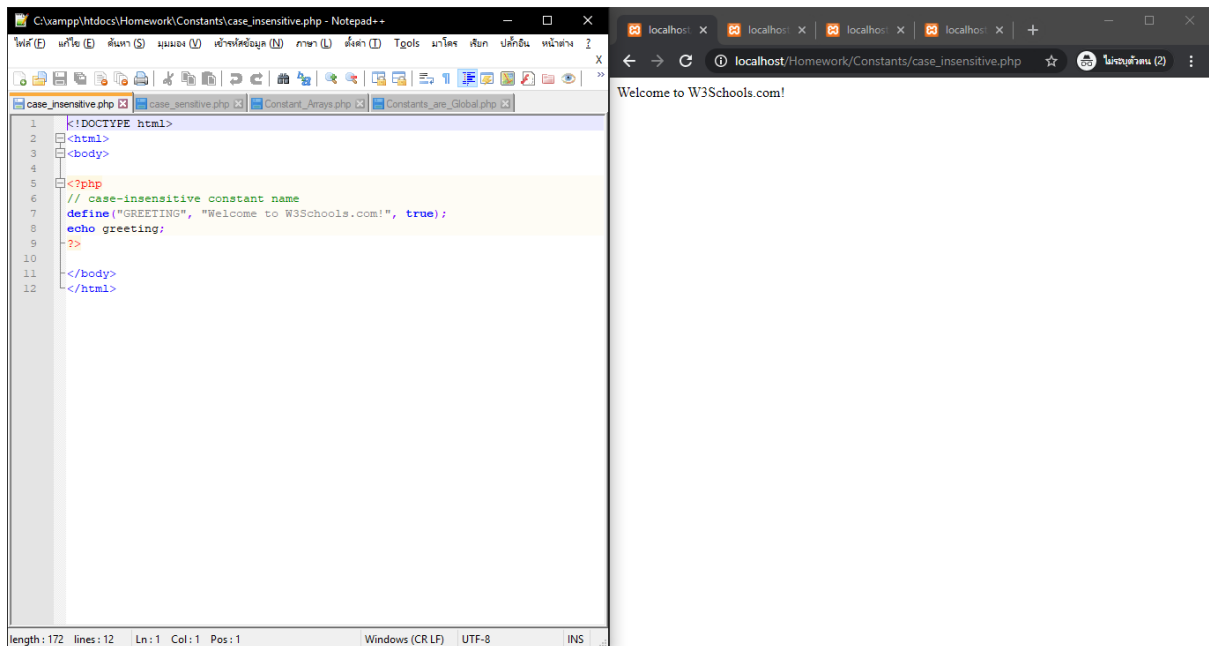 C:\xampp\htdocs\Homework\Constants\case_insensitive.php - Notepad++
ไฟล์ (F) แก้ไข (E) ค้นหา (S) มุมมอง (V) เข้ารหัสข้อมูล (N) ภาษา (L) ตั้งค่า (T) Tools มาโคร เรียก ปลั๊กอิน หน้าต่าง ?
X
case_insensitive.php case_sensitive.php Constant_Arrays.php Constants_are_Global.php
1 <!DOCTYPE html>
2 <html>
3 <body>
4
5 <?php
6 // case-insensitive constant name
7 define("GREETING", "Welcome to W3Schools.com!", true);
8 echo greeting;
9 ?>
10
11 </body>
12 </html>
length : 172 lines : 12 Ln : 1 Col : 1 Pos : 1 Windows (CR LF) UTF-8 INS
localhost localhost localhost localhost
localhost/Homework/Constants/case_insensitive.php ไม่ระบุตัวตน (2)
Welcome to W3Schools.com!